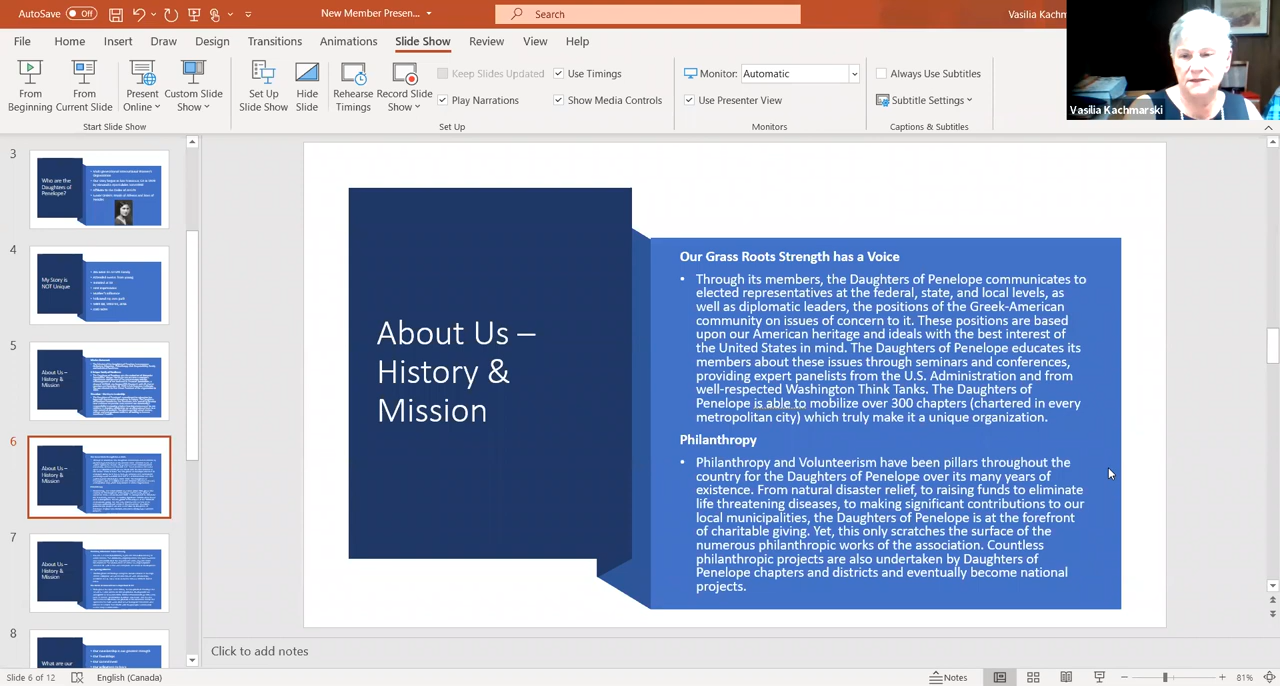 AutoSave Off New Member Presen... Search Vasilia Kachm
File Home Insert Draw Design Transitions Animations Slide Show Review View Help
From Beginning
From Current Slide
Present Online
Custom Slide Show
Start Slide Show
Set Up Slide Show
Hide Slide
Rehearse Timings
Record Slide Show
Keep Slides Updated
Play Narrations
Use Timings
Show Media Controls
Set Up
Monitor: Automatic
Use Presenter View
Monitors
Always Use Subtitles
Subtitle Settings
Captions & Subtitles
Vasilia Kachmarski
3
Who are the
Daughters of
Penelope?
4
My Story is
NOT Unique
5
About Us –
History &
Mission
6
About Us –
History &
Mission
7
About Us –
History &
Mission
8
What are our
About Us –
History &
Mission
Our Grass Roots Strength has a Voice
• Through its members, the Daughters of Penelope communicates to
elected representatives at the federal, state, and local levels, as
well as diplomatic leaders, the positions of the Greek-American
community on issues of concern to it. These positions are based
upon our American heritage and ideals with the best interest of
the United States in mind. The Daughters of Penelope educates its
members about these issues through seminars and conferences,
providing expert panelists from the U.S. Administration and from
well-respected Washington Think Tanks. The Daughters of
Penelope is able to mobilize over 300 chapters (chartered in every
metropolitan city) which truly make it a unique organization.
Philanthropy
• Philanthropy and Volunteerism have been pillars throughout the
country for the Daughters of Penelope over its many years of
existence. From natural disaster relief, to raising funds to eliminate
life threatening diseases, to making significant contributions to our
local municipalities, the Daughters of Penelope is at the forefront
of charitable giving. Yet, this only scratches the surface of the
numerous philanthropic works of the association. Countless
philanthropic projects are also undertaken by Daughters of
Penelope chapters and districts and eventually become national
projects.
Click to add notes
Slide 6 of 12 English (Canada) Notes 81%